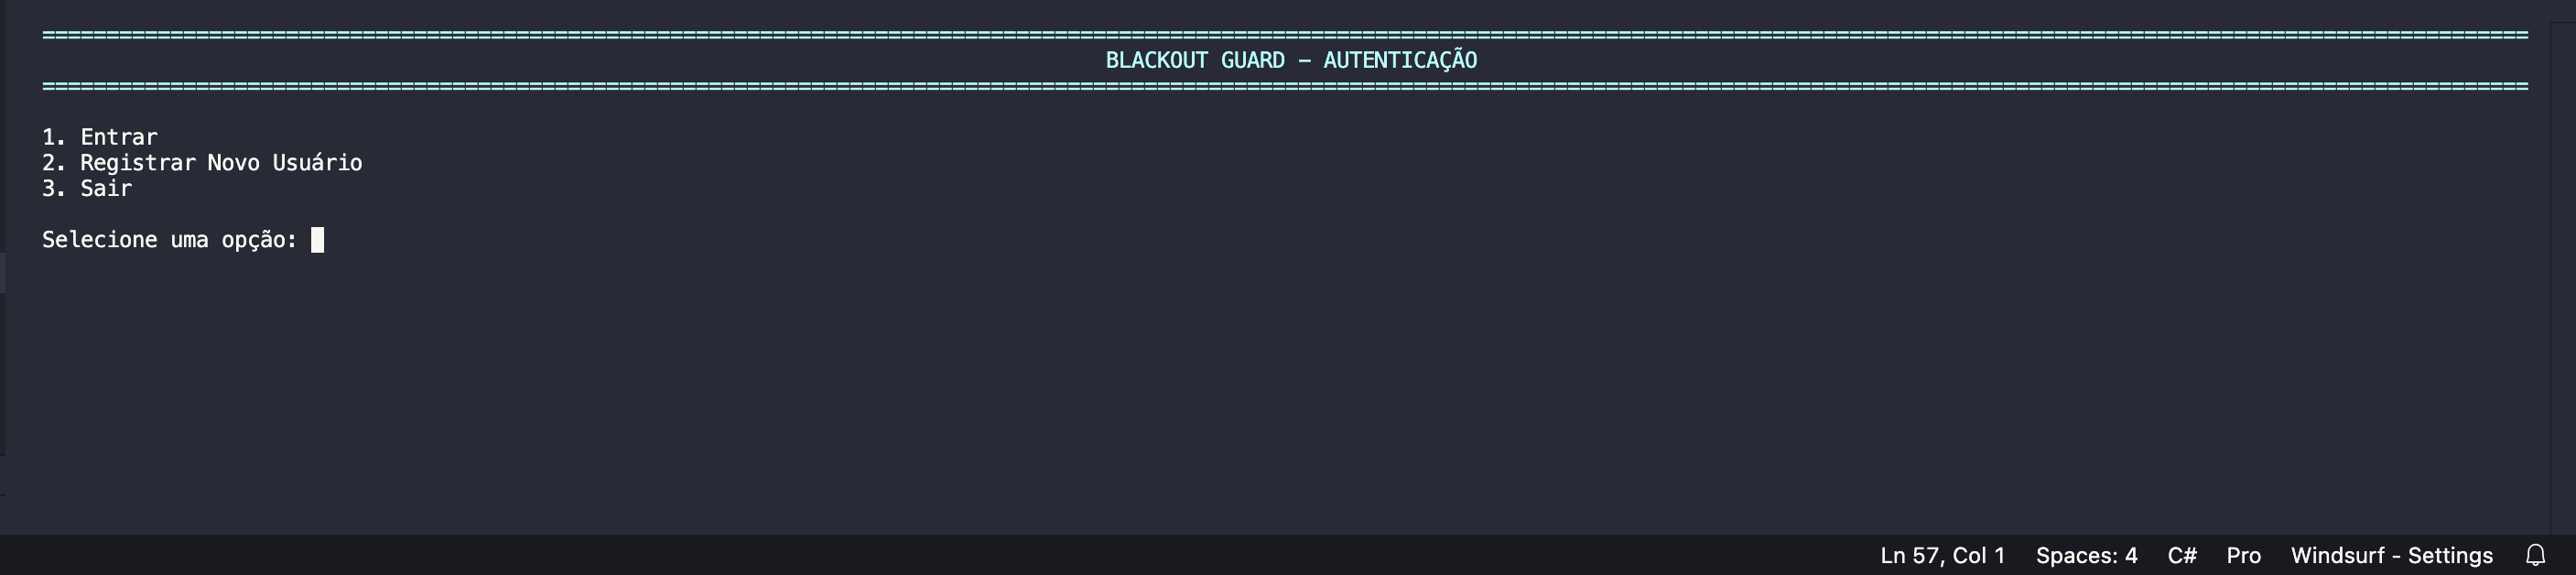 ==================================================================================================================================================================================================
BLACKOUT GUARD - AUTENTICAÇÃO
==================================================================================================================================================================================================
1. Entrar
2. Registrar Novo Usuário
3. Sair
Selecione uma opção:
Ln 57, Col 1 Spaces: 4 C# Pro Windsurf - Settings